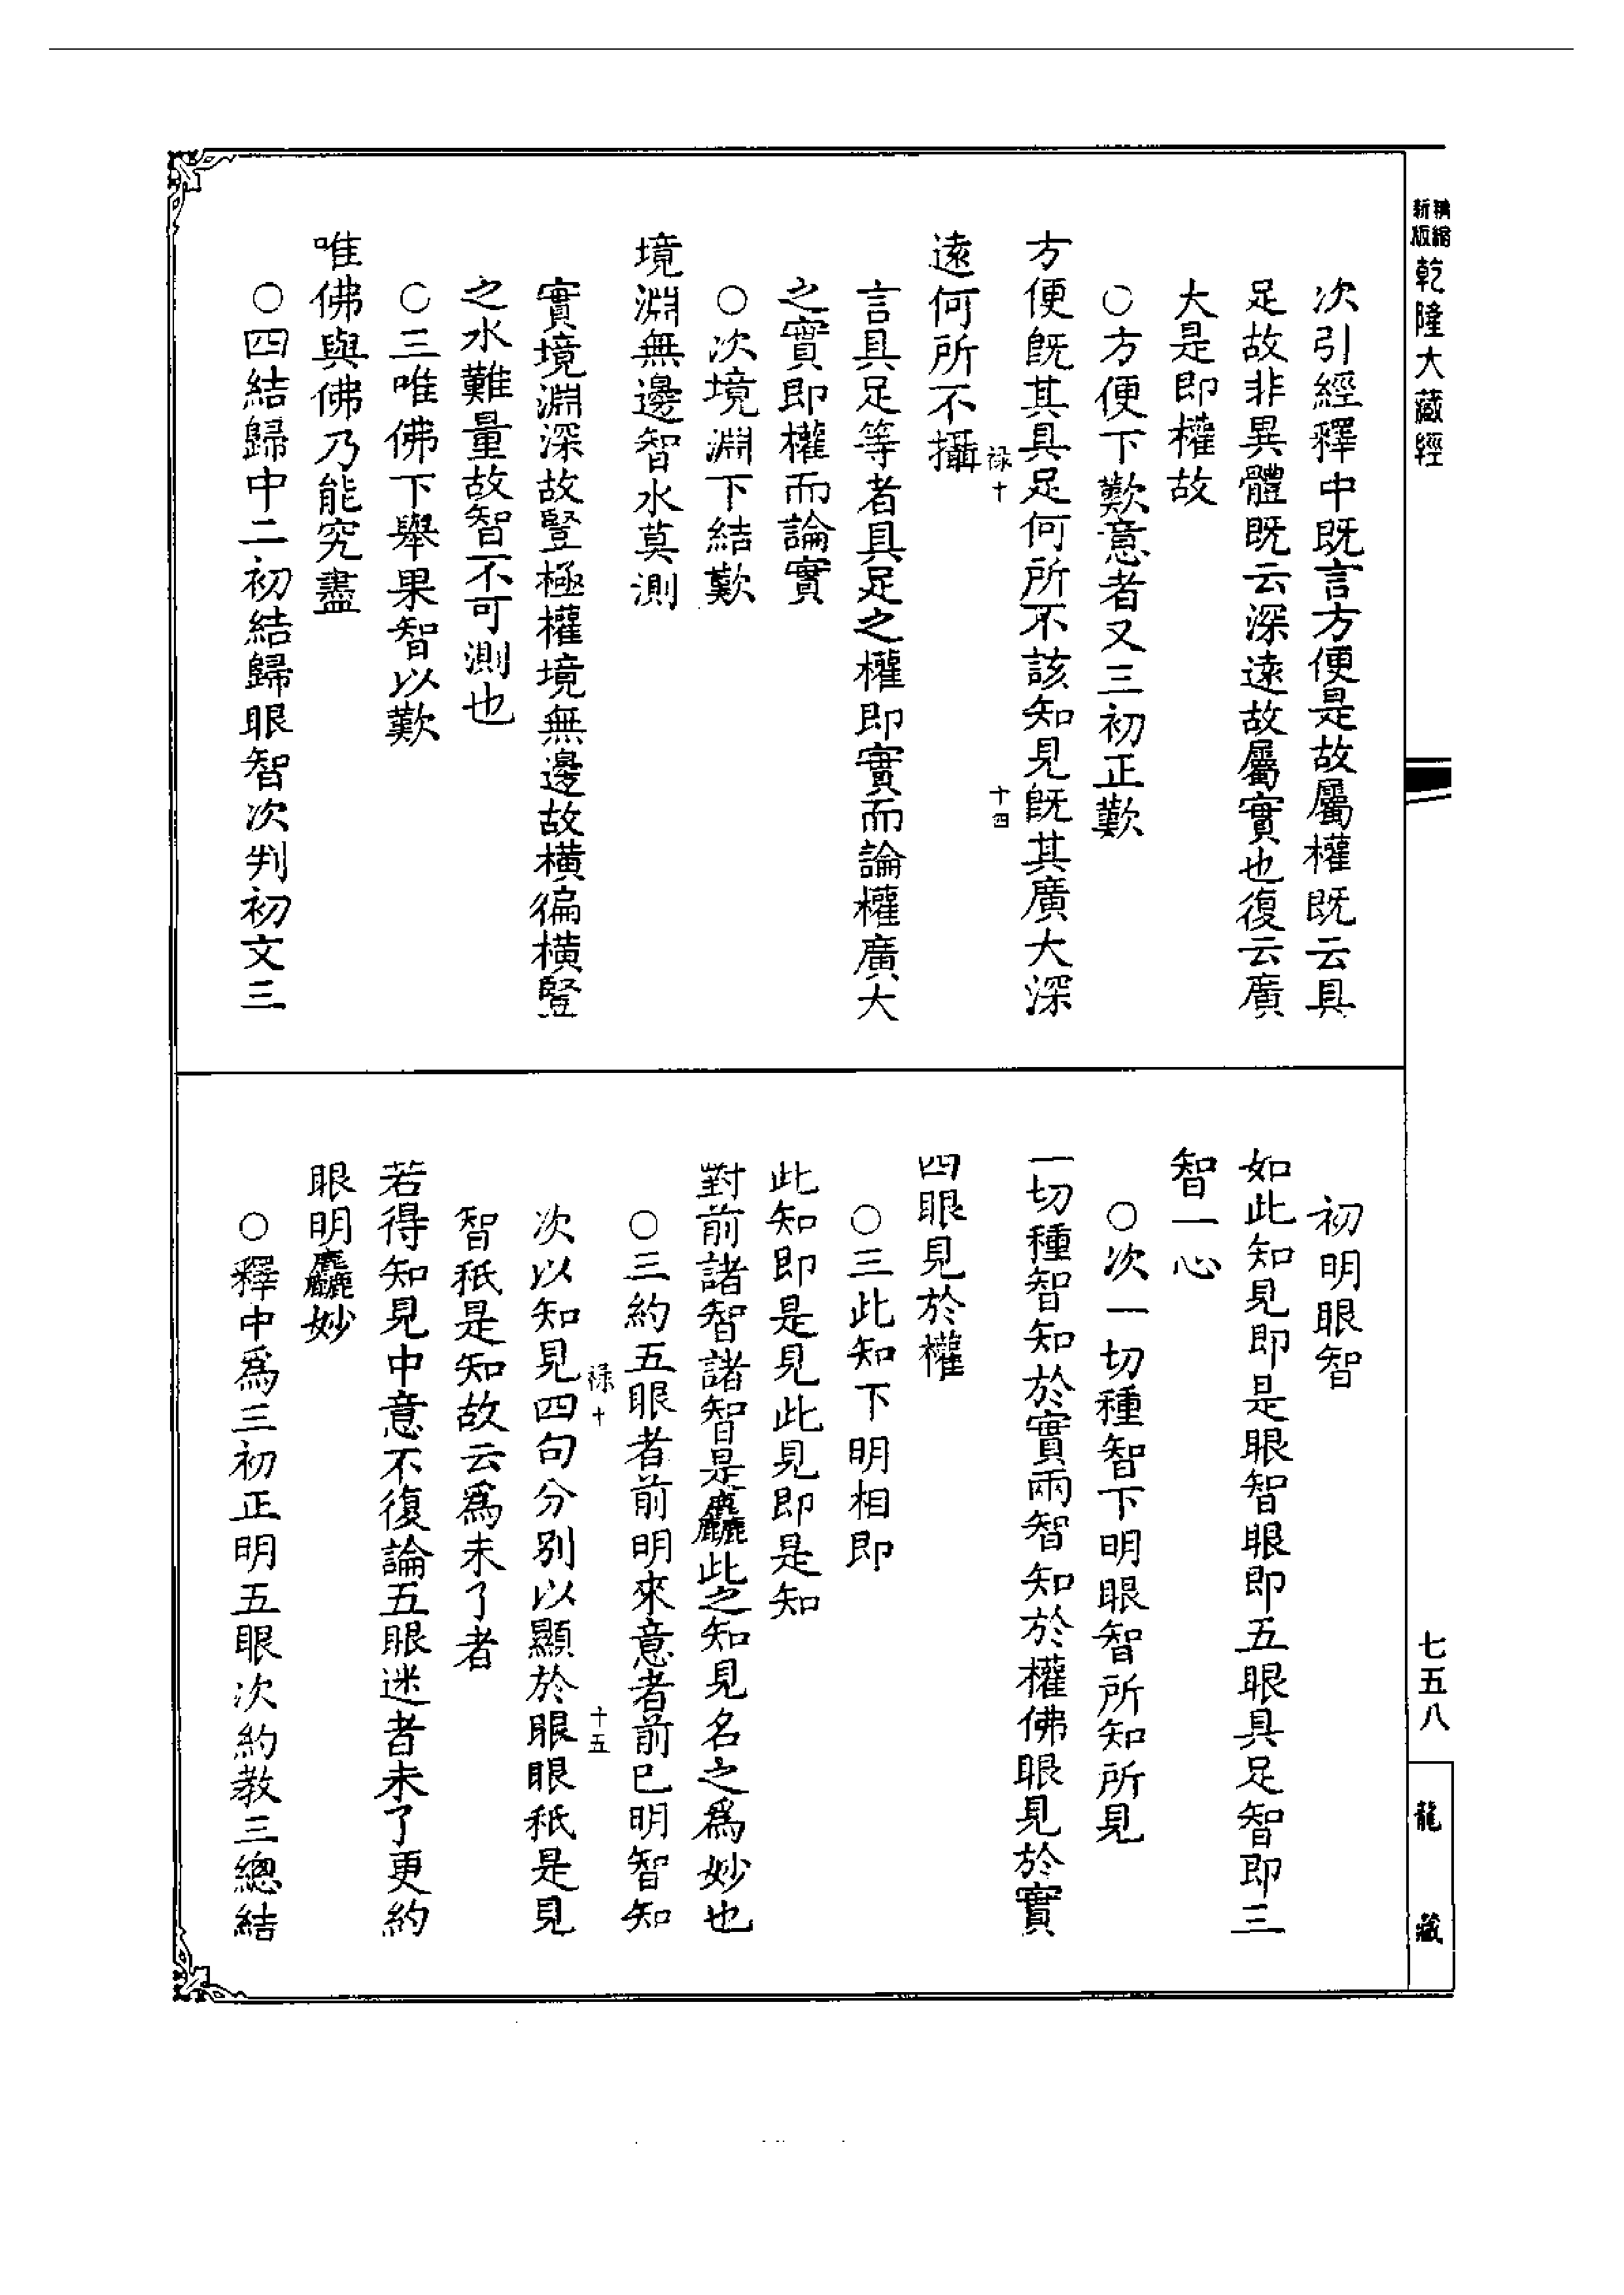 精縮新版乾隆大藏經
次引經釋中既言方便是故屬權既云具
足故非異體既云深遠故屬實也復云廣
大是即權故
○方便下歎意者又三初正歎
方便既其具足何所不該知見既其廣大深
祿十
十四
遠何所不攝
言具足等者具足之權即實而論權廣大
之實即權而論實
○次境淵下結歎
境淵無邊智水莫測
實境淵深故豎極權境無邊故橫徧橫豎
之水難量故智不可測也
○三唯佛下舉果智以歎
唯佛與佛乃能究盡
○四結歸中二初結歸眼智次判初文三
初明眼智
如此知見即是眼智眼即五眼具足智即三
智一心
○次一切種智下明眼智所知所見
一切種智知於實兩智知於權佛眼見於實
四眼見於權
○三此知下明相即
此知即是見此見即是知
對前諸智諸智是麤此之知見名之為妙也
○三約五眼者前明來意者前已明智知
祿十
十五
次以知見四句分別以顯於眼眼秖是見
智秖是知故云為未了者
若得知見中意不復論五眼迷者未了更約
眼明麤妙
○釋中為三初正明五眼次約教三總結
七五八
龍藏